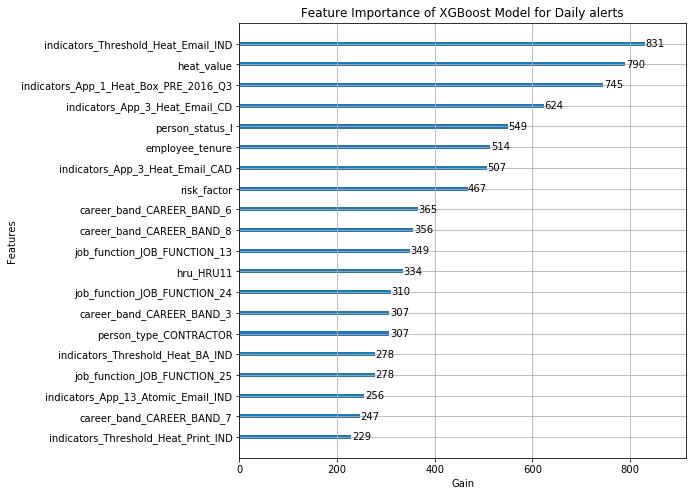 Feature Importance of XGBoost Model for Daily alerts
Features
indicators_Threshold_Heat_Email_IND 831
heat_value 790
indicators_App_1_Heat_Box_PRE_2016_Q3 745
indicators_App_3_Heat_Email_CD 624
person_status_I 549
employee_tenure 514
indicators_App_3_Heat_Email_CAD 507
risk_factor 467
career_band_CAREER_BAND_6 365
career_band_CAREER_BAND_8 356
job_function_JOB_FUNCTION_13 349
hru_HRU11 334
job_function_JOB_FUNCTION_24 310
career_band_CAREER_BAND_3 307
person_type_CONTRACTOR 307
indicators_Threshold_Heat_BA_IND 278
job_function_JOB_FUNCTION_25 278
indicators_App_13_Atomic_Email_IND 256
career_band_CAREER_BAND_7 247
indicators_Threshold_Heat_Print_IND 229
0 200 400 600 800
Gain